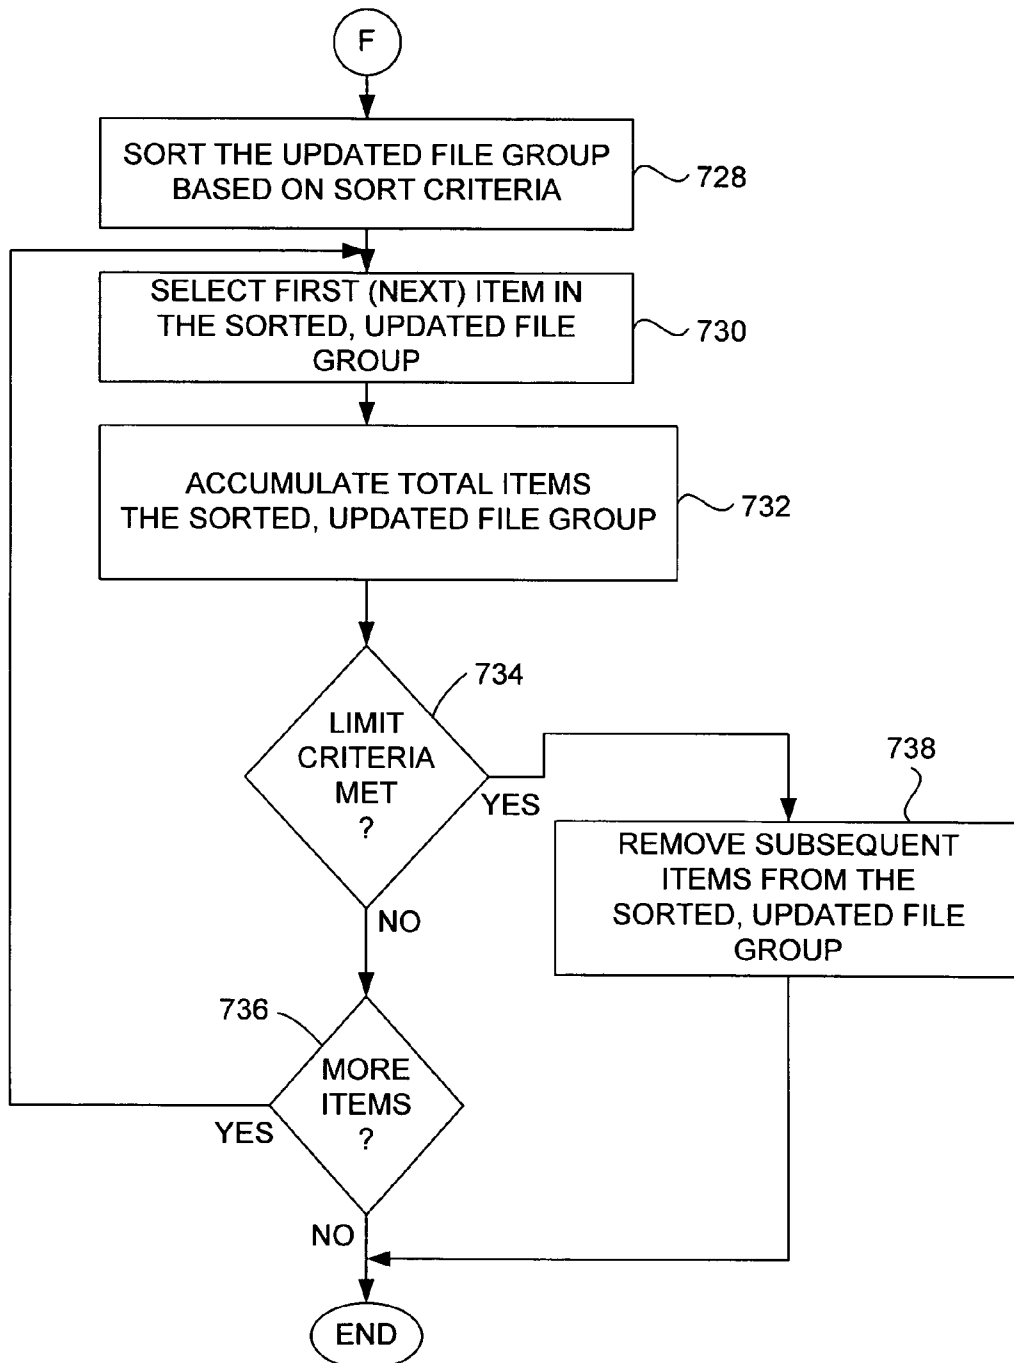 F
SORT THE UPDATED FILE GROUP
BASED ON SORT CRITERIA
728
SELECT FIRST (NEXT) ITEM IN
THE SORTED, UPDATED FILE
GROUP
730
ACCUMULATE TOTAL ITEMS
THE SORTED, UPDATED FILE GROUP
732
734
LIMIT
CRITERIA
MET
?
YES
NO
738
REMOVE SUBSEQUENT
ITEMS FROM THE
SORTED, UPDATED FILE
GROUP
736
MORE
ITEMS
?
YES
NO
END